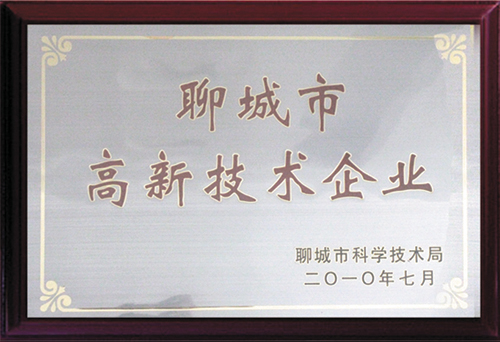 聊城市
高新技术企业
聊城市科学技术局
二〇一〇年七月